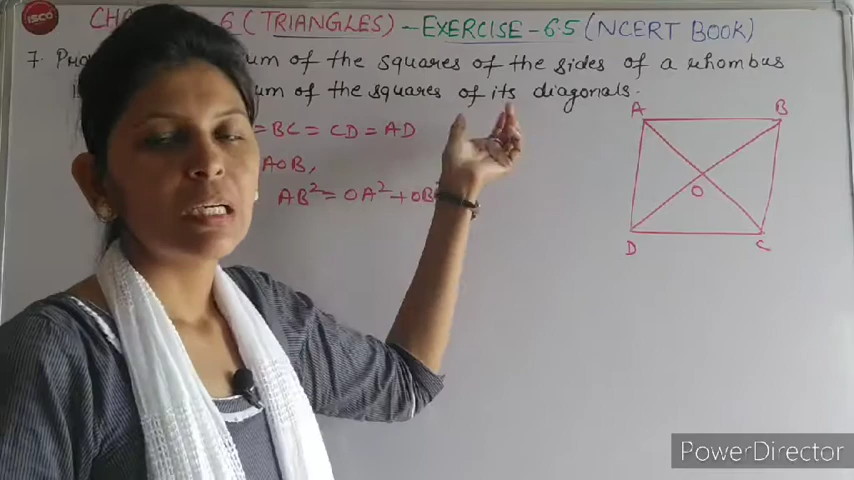 isco
CHA 6 (TRIANGLES) - EXERCISE - 6.5 (NCERT BOOK)
7. um of the squares of the sides of a rhombus
um of the squares of its diagonals.
= BC = CD = AD
AOB,
AB² = OA² + OB²
A B
O
D C
PowerDirector